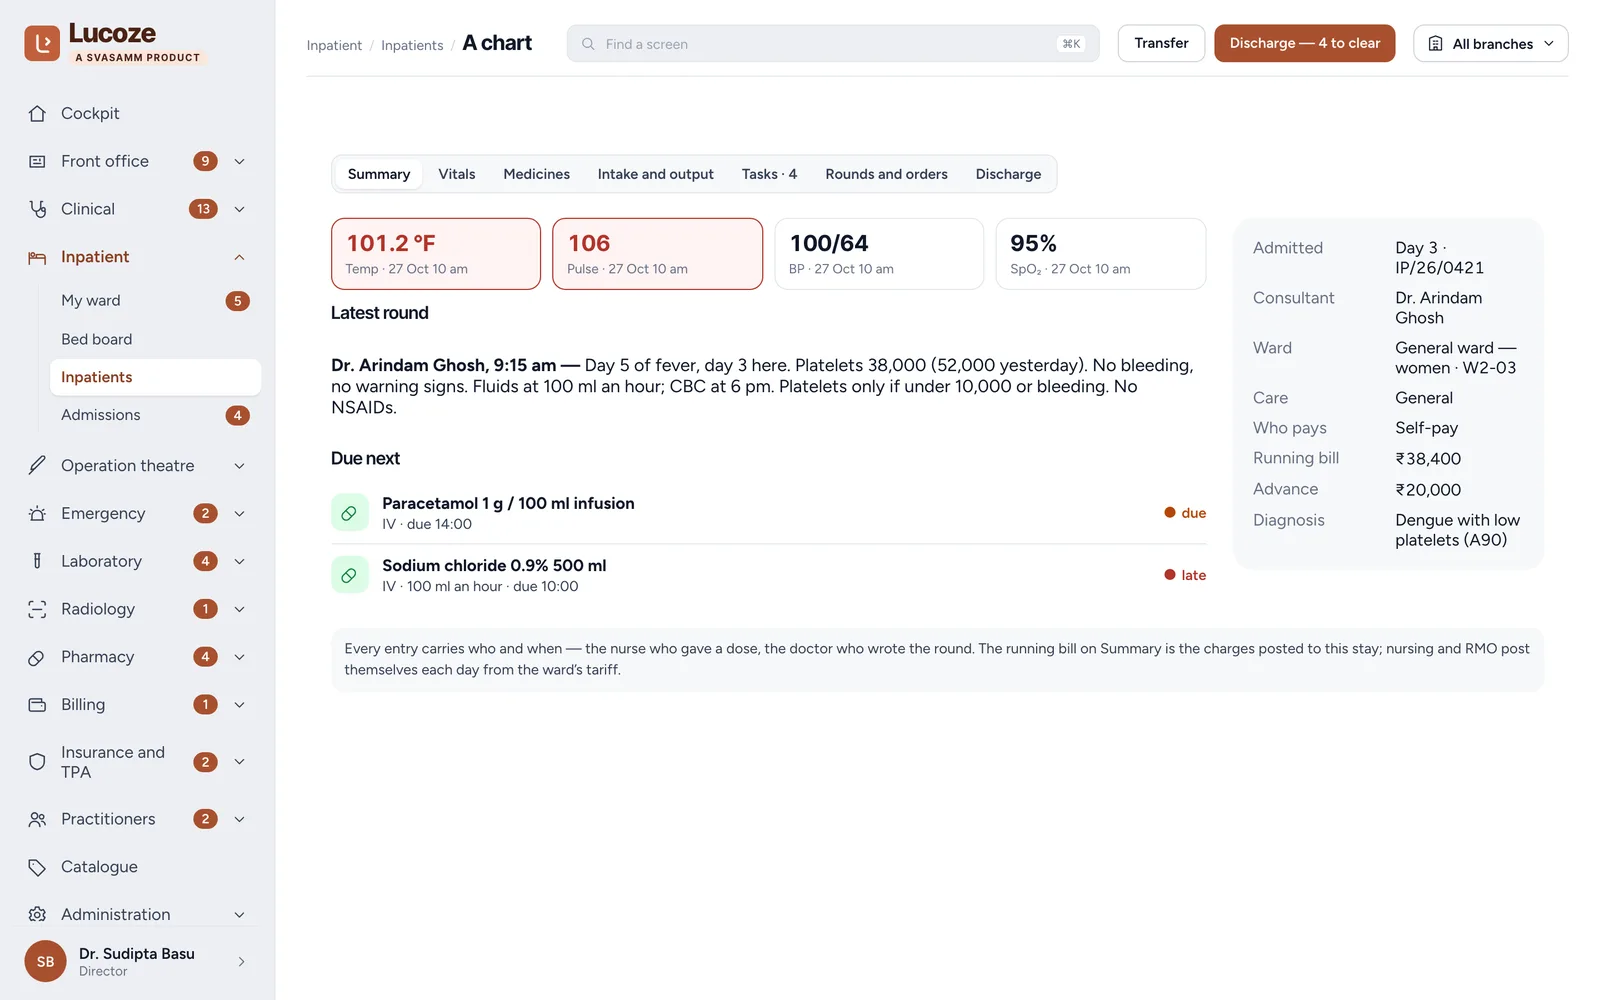 Lucoze
A SVASAMM PRODUCT
Cockpit
Front office 9
Clinical 13
Inpatient
My ward 5
Bed board
Inpatients
Admissions 4
Operation theatre
Emergency 2
Laboratory 4
Radiology 1
Pharmacy 4
Billing 1
Insurance and
TPA 2
Practitioners 2
Catalogue
Administration
SB Dr. Sudipta Basu
Director
Inpatient / Inpatients / A chart
Find a screen ⌘K
Transfer
Discharge — 4 to clear
All branches
Summary Vitals Medicines Intake and output Tasks · 4 Rounds and orders Discharge
101.2 °F
Temp · 27 Oct 10 am
106
Pulse · 27 Oct 10 am
100/64
BP · 27 Oct 10 am
95%
SpO₂ · 27 Oct 10 am
Latest round
Dr. Arindam Ghosh, 9:15 am — Day 5 of fever, day 3 here. Platelets 38,000 (52,000 yesterday). No bleeding,
no warning signs. Fluids at 100 ml an hour; CBC at 6 pm. Platelets only if under 10,000 or bleeding. No
NSAIDs.
Due next
Paracetamol 1 g / 100 ml infusion
IV · due 14:00
due
Sodium chloride 0.9% 500 ml
IV · 100 ml an hour · due 10:00
late
Admitted Day 3 ·
IP/26/0421
Consultant Dr. Arindam
Ghosh
Ward General ward —
women · W2-03
Care General
Who pays Self-pay
Running bill ₹38,400
Advance ₹20,000
Diagnosis Dengue with low
platelets (A90)
Every entry carries who and when — the nurse who gave a dose, the doctor who wrote the round. The running bill on Summary is the charges posted to this stay; nursing and RMO post
themselves each day from the ward's tariff.